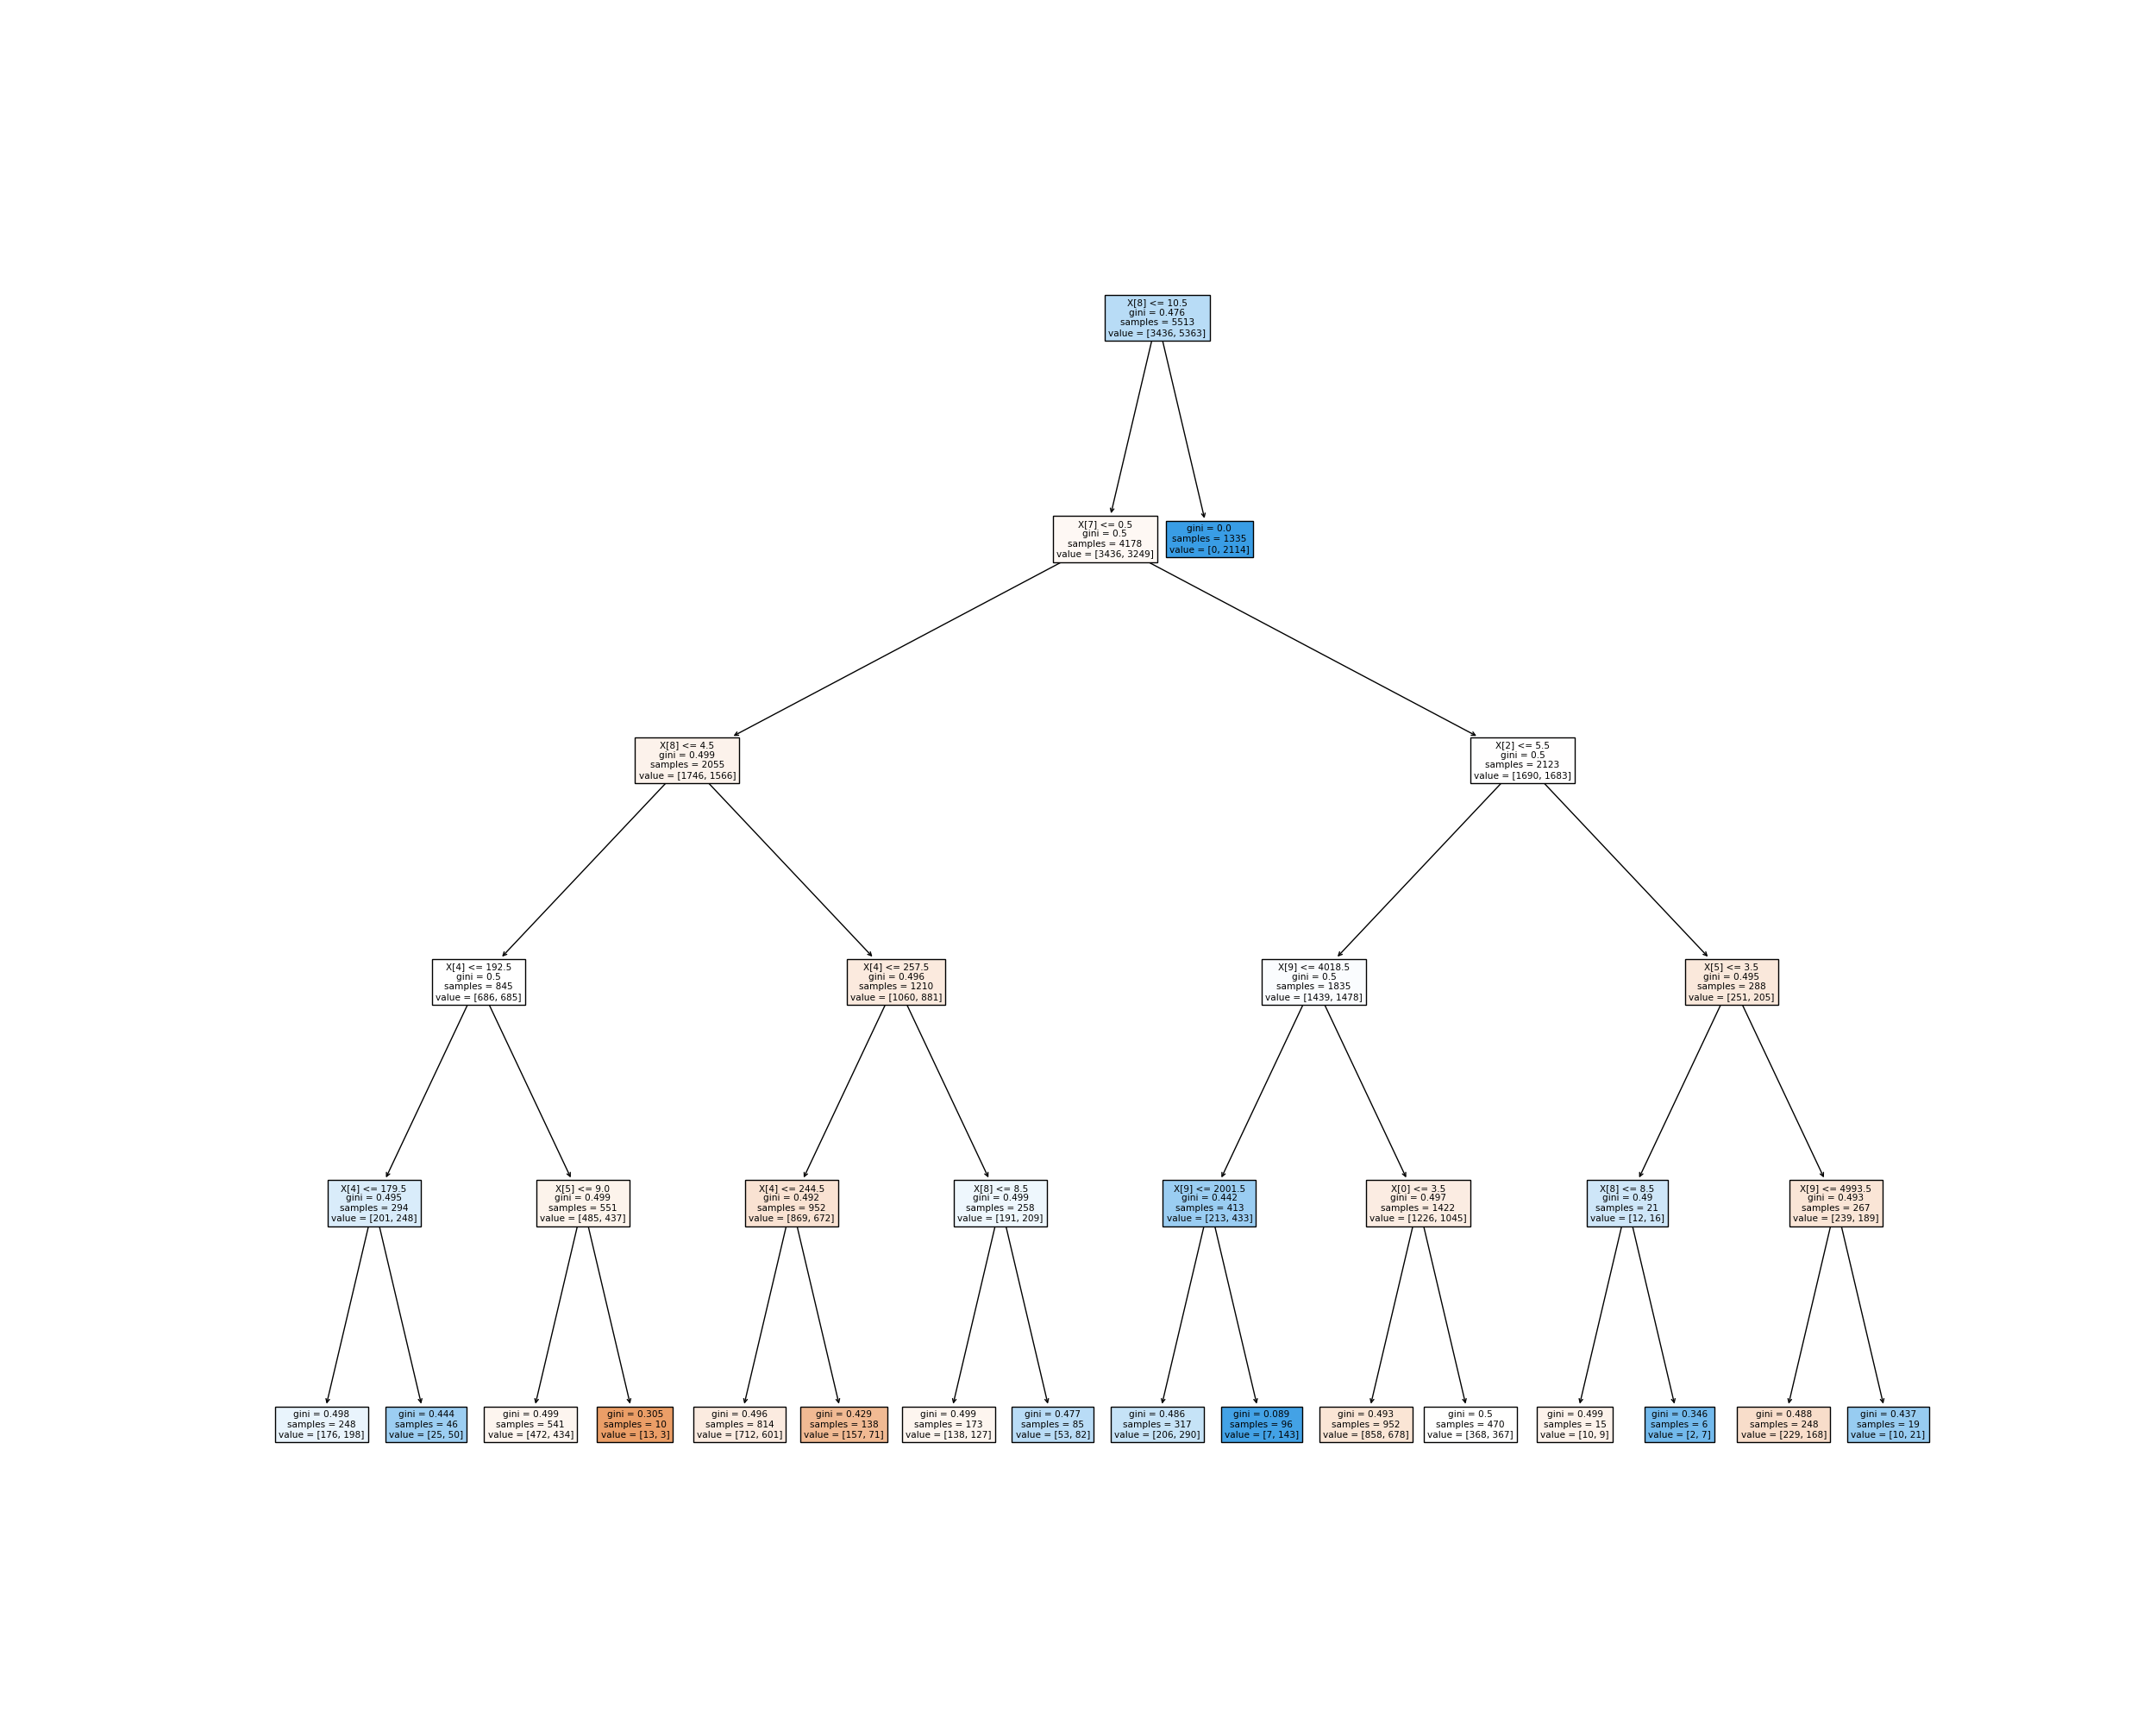 X[8] <= 10.5
gini = 0.476
samples = 5513
value = [3436, 5363]
X[7] <= 0.5
gini = 0.5
samples = 4178
value = [3436, 3249]
gini = 0.0
samples = 1335
value = [0, 2114]
X[8] <= 4.5
gini = 0.499
samples = 2055
value = [1746, 1566]
X[2] <= 5.5
gini = 0.5
samples = 2123
value = [1690, 1683]
X[4] <= 192.5
gini = 0.5
samples = 845
value = [686, 685]
X[4] <= 257.5
gini = 0.496
samples = 1210
value = [1060, 881]
X[9] <= 4018.5
gini = 0.5
samples = 1835
value = [1439, 1478]
X[5] <= 3.5
gini = 0.495
samples = 288
value = [251, 205]
X[4] <= 179.5
gini = 0.495
samples = 294
value = [201, 248]
X[5] <= 9.0
gini = 0.499
samples = 551
value = [485, 437]
X[4] <= 244.5
gini = 0.492
samples = 952
value = [869, 672]
X[8] <= 8.5
gini = 0.499
samples = 258
value = [191, 209]
X[9] <= 2001.5
gini = 0.442
samples = 413
value = [213, 433]
X[0] <= 3.5
gini = 0.497
samples = 1422
value = [1226, 1045]
X[8] <= 8.5
gini = 0.49
samples = 21
value = [12, 16]
X[9] <= 4993.5
gini = 0.493
samples = 267
value = [239, 189]
gini = 0.498
samples = 248
value = [176, 198]
gini = 0.444
samples = 46
value = [25, 50]
gini = 0.499
samples = 541
value = [472, 434]
gini = 0.305
samples = 10
value = [13, 3]
gini = 0.496
samples = 814
value = [712, 601]
gini = 0.429
samples = 138
value = [157, 71]
gini = 0.499
samples = 173
value = [138, 127]
gini = 0.477
samples = 85
value = [53, 82]
gini = 0.486
samples = 317
value = [206, 290]
gini = 0.089
samples = 96
value = [7, 143]
gini = 0.493
samples = 952
value = [858, 678]
gini = 0.5
samples = 470
value = [368, 367]
gini = 0.499
samples = 15
value = [10, 9]
gini = 0.346
samples = 6
value = [2, 7]
gini = 0.488
samples = 248
value = [229, 168]
gini = 0.437
samples = 19
value = [10, 21]